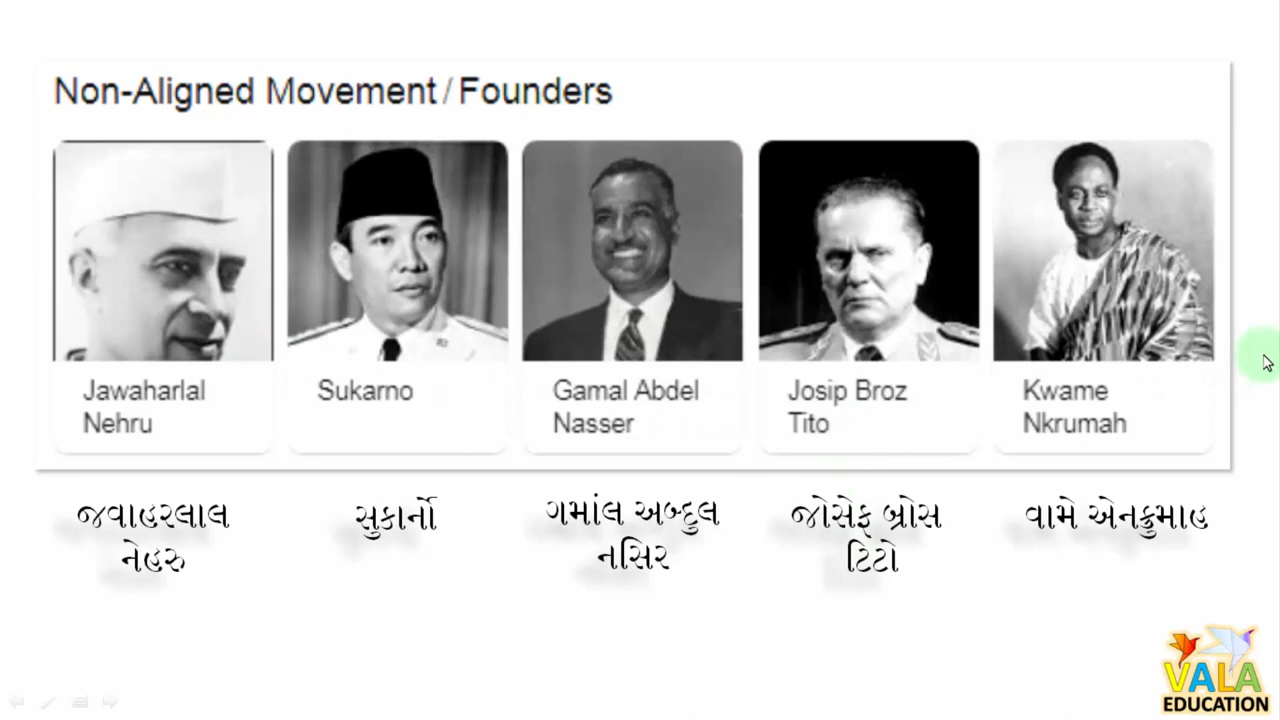 Non-Aligned Movement / Founders
Jawaharlal
Nehru
Sukarno
Gamal Abdel
Nasser
Josip Broz
Tito
Kwame
Nkrumah
જવાહરલાલ
નેહરુ
સુકાર્નો
ગમાંલ અબ્દુલ
નસિર
જોસેફ બ્રોસ
ટિટો
વામે એનક્રુમાહ
VALA
EDUCATION